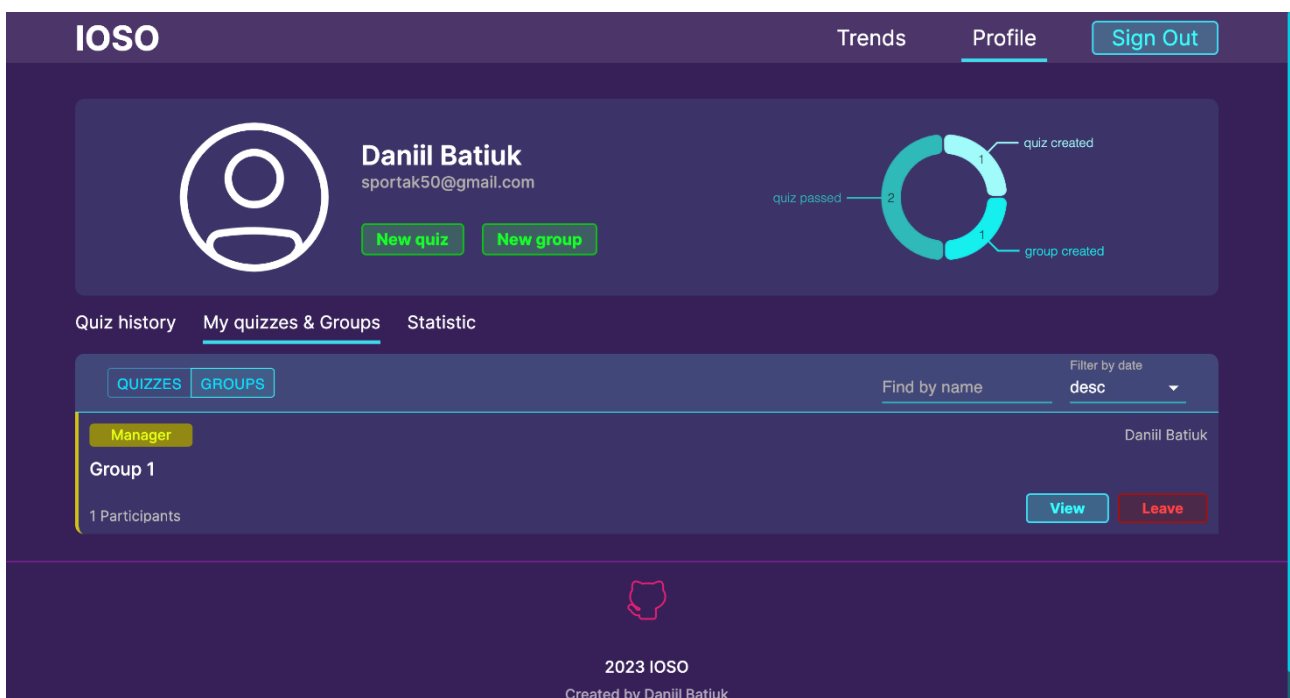 IOSO
Trends
Profile
Sign Out
Daniil Batiuk
sportak50@gmail.com
New quiz
New group
quiz created
1
quiz passed
2
1
group created
Quiz history
My quizzes & Groups
Statistic
QUIZZES
GROUPS
Find by name
Filter by date
desc
Manager
Daniil Batiuk
Group 1
1 Participants
View
Leave
2023 IOSO
Created by Daniil Batiuk